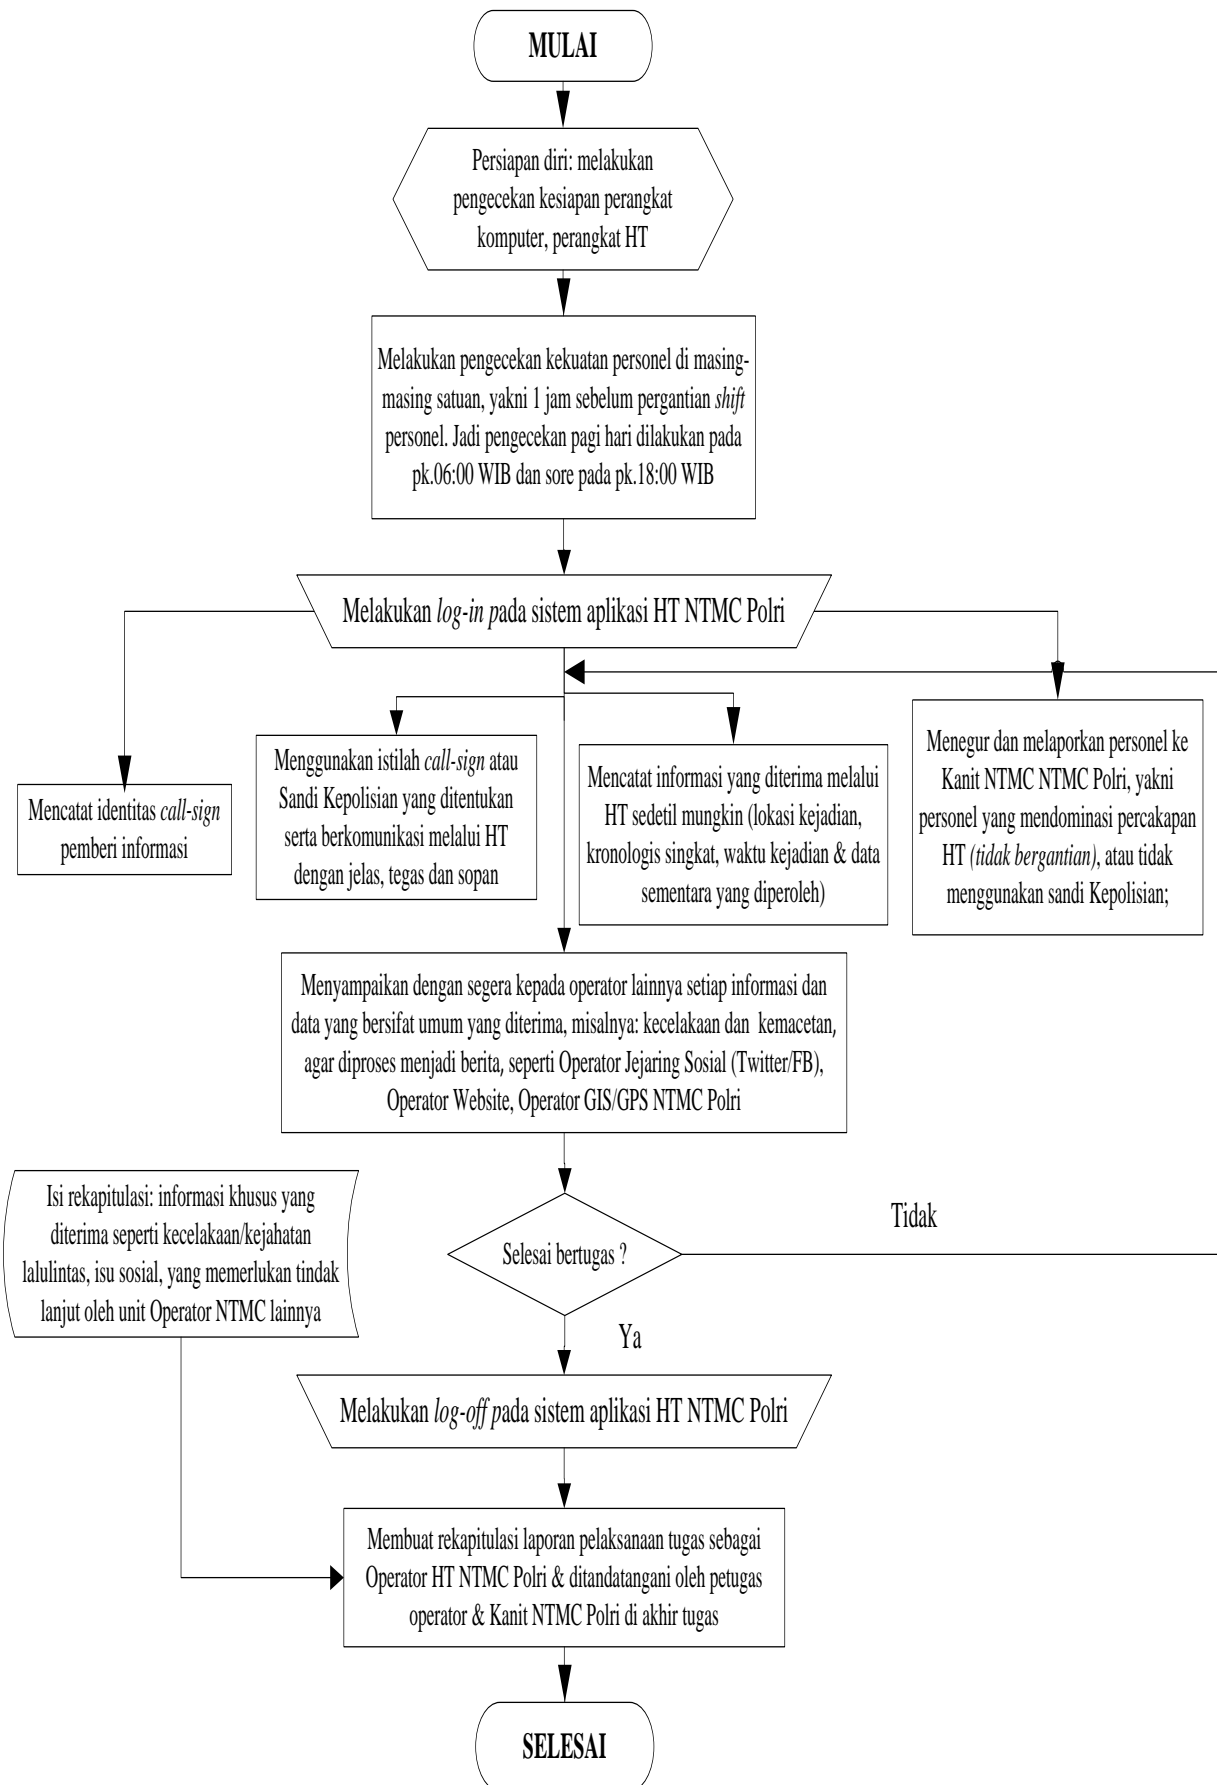 MULAI
Persiapan diri: melakukan
pengecekan kesiapan perangkat
komputer, perangkat HT
Melakukan pengecekan kekuatan personel di masing-
masing satuan, yakni 1 jam sebelum pergantian shift
personel. Jadi pengecekan pagi hari dilakukan pada
pk.06:00 WIB dan sore pada pk.18:00 WIB
Melakukan log-in pada sistem aplikasi HT NTMC Polri
Mencatat identitas call-sign
pemberi informasi
Menggunakan istilah call-sign atau
Sandi Kepolisian yang ditentukan
serta berkomunikasi melalui HT
dengan jelas, tegas dan sopan
Mencatat informasi yang diterima melalui
HT sedetil mungkin (lokasi kejadian,
kronologis singkat, waktu kejadian & data
sementara yang diperoleh)
Menegur dan melaporkan personel ke
Kanit NTMC NTMC Polri, yakni
personel yang mendominasi percakapan
HT (tidak bergantian), atau tidak
menggunakan sandi Kepolisian;
Menyampaikan dengan segera kepada operator lainnya setiap informasi dan
data yang bersifat umum yang diterima, misalnya: kecelakaan dan kemacetan,
agar diproses menjadi berita, seperti Operator Jejaring Sosial (Twitter/FB),
Operator Website, Operator GIS/GPS NTMC Polri
Isi rekapitulasi: informasi khusus yang
diterima seperti kecelakaan/kejahatan
lalulintas, isu sosial, yang memerlukan tindak
lanjut oleh unit Operator NTMC lainnya
Selesai bertugas ?
Tidak
Ya
Melakukan log-off pada sistem aplikasi HT NTMC Polri
Membuat rekapitulasi laporan pelaksanaan tugas sebagai
Operator HT NTMC Polri & ditandatangani oleh petugas
operator & Kanit NTMC Polri di akhir tugas
SELESAI